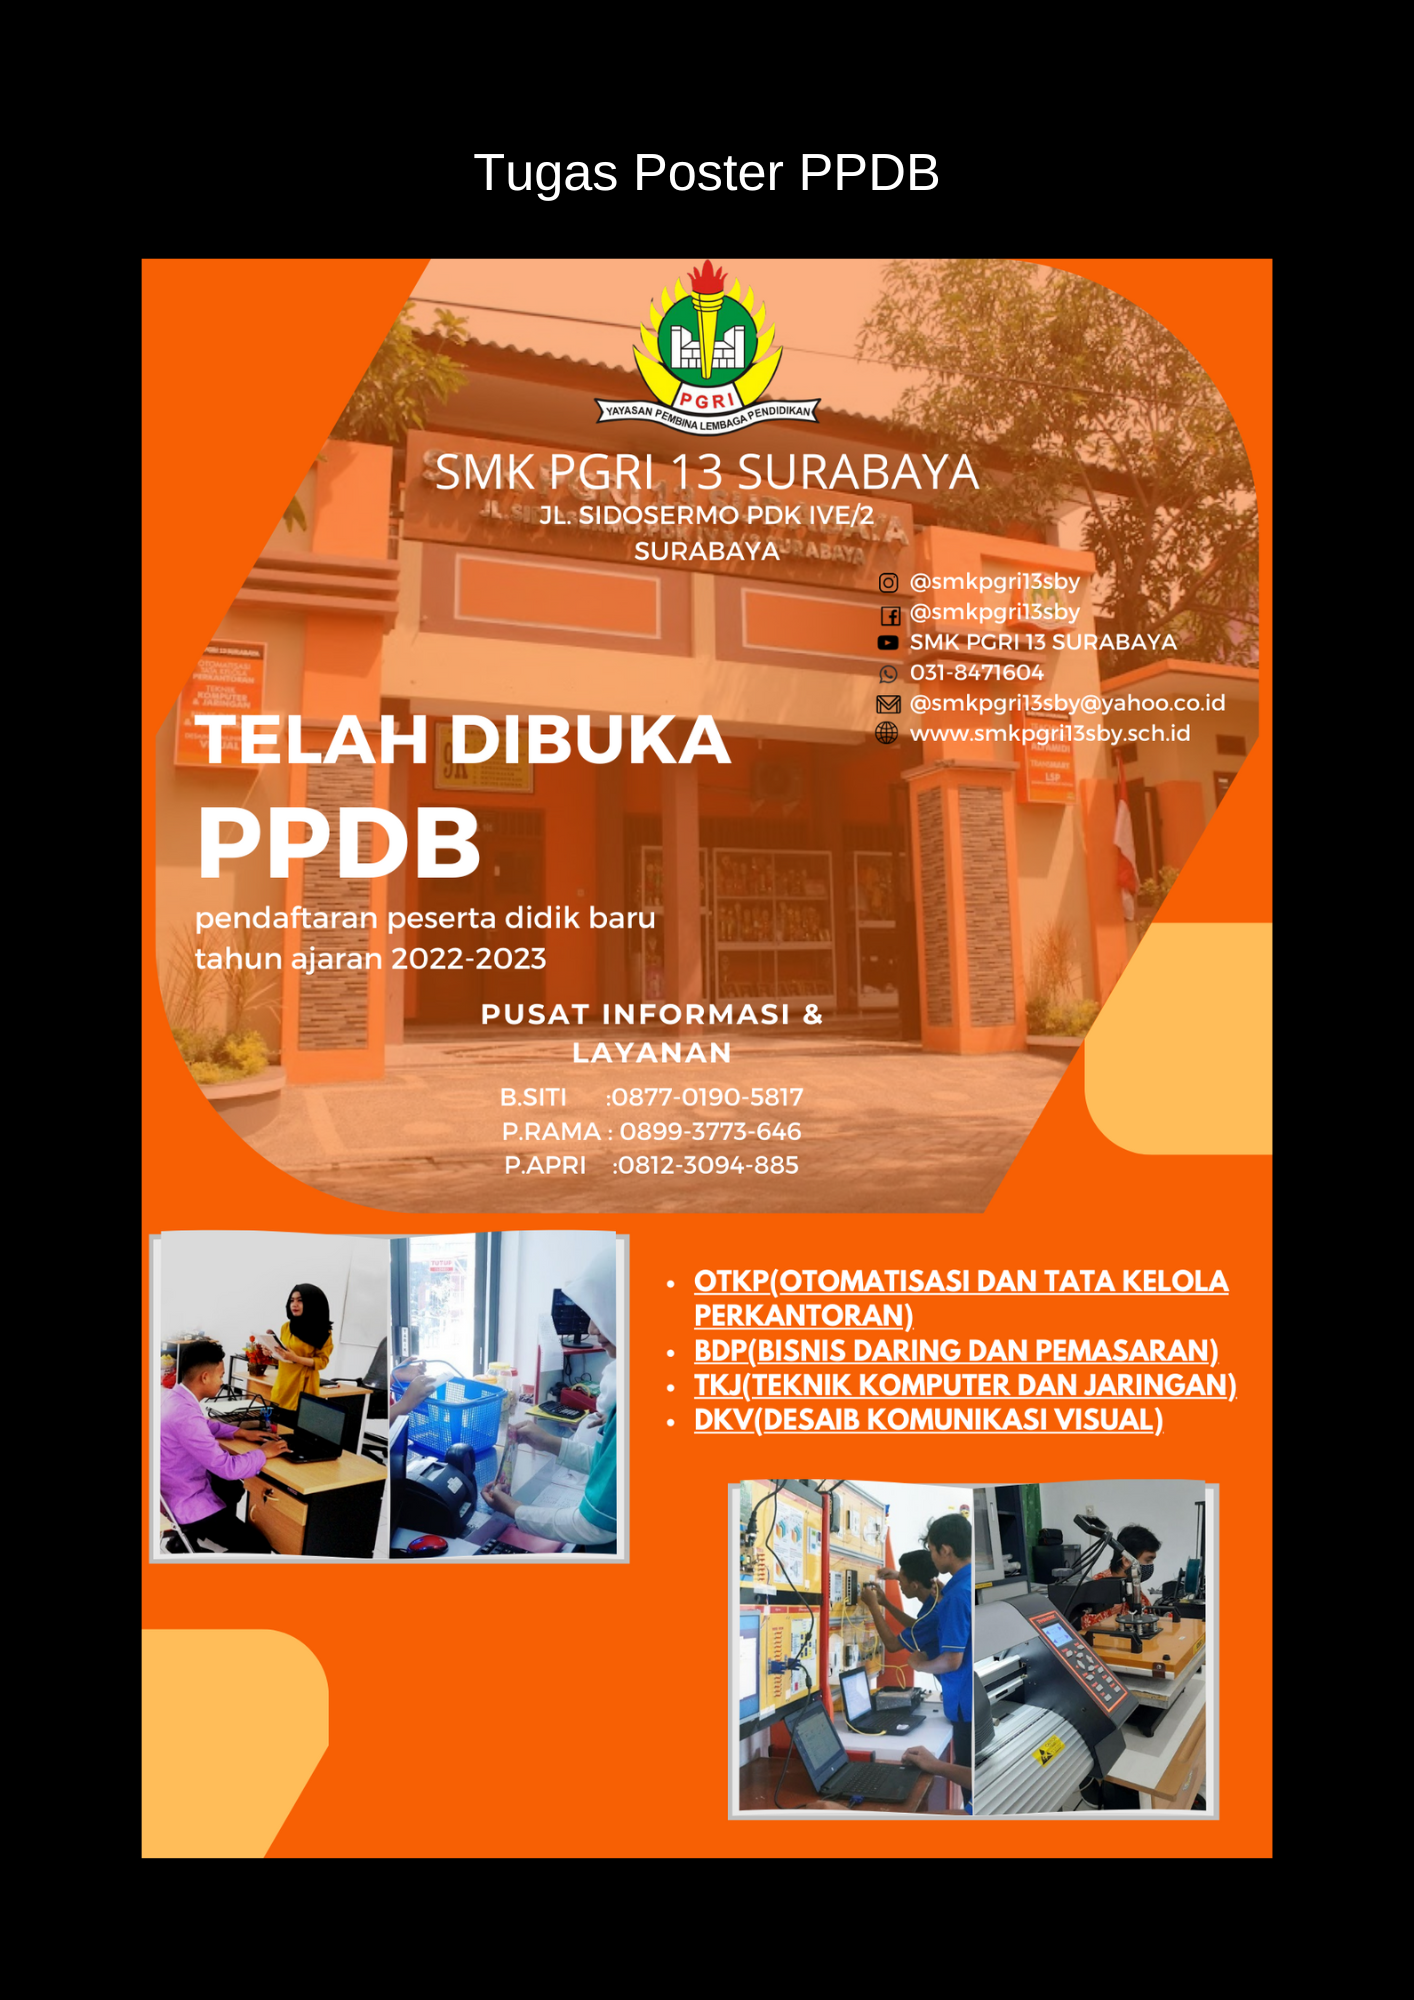 Tugas Poster PPDB
PGRI
YAYASAN PEMBINA LEMBAGA PENDIDIKAN
SMK PGRI 13 SURABAYA
JL. SIDOSERMO PDK IVE/2
SURABAYA
@smkpgri13sby
@smkpgri13sby
SMK PGRI 13 SURABAYA
031-8471604
@smkpgri13sby@yahoo.co.id
www.smkpgri13sby.sch.id
TELAH DIBUKA
PPDB
pendaftaran peserta didik baru
tahun ajaran 2022-2023
PUSAT INFORMASI &
LAYANAN
B.SITI :0877-0190-5817
P.RAMA : 0899-3773-646
P.APRI :0812-3094-885
• OTKP(OTOMATISASI DAN TATA KELOLA
PERKANTORAN)
• BDP(BISNIS DARING DAN PEMASARAN)
• TKJ(TEKNIK KOMPUTER DAN JARINGAN)
• DKV(DESAIB KOMUNIKASI VISUAL)